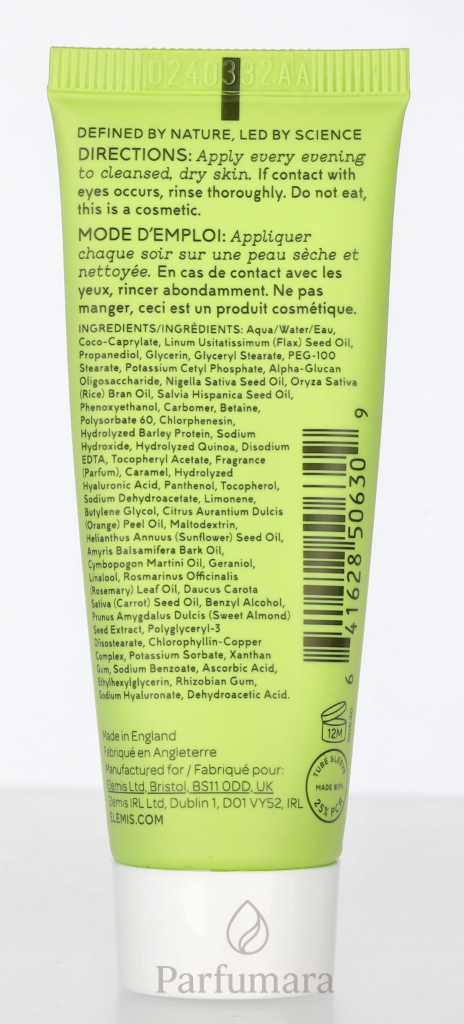 0240332AA
DEFINED BY NATURE, LED BY SCIENCE
DIRECTIONS: Apply every evening
to cleansed, dry skin. If contact with
eyes occurs, rinse thoroughly. Do not eat,
this is a cosmetic.
MODE D'EMPLOI: Appliquer
chaque soir sur une peau sèche et
nettoyée. En cas de contact avec les
yeux, rincer abondamment. Ne pas
manger, ceci est un produit cosmétique.
INGREDIENTS/INGRÉDIENTS: Aqua/Water/Eau,
Coco-Caprylate, Linum Usitatissimum (Flax) Seed Oil,
Propanediol, Glycerin, Glyceryl Stearate, PEG-100
Stearate, Potassium Cetyl Phosphate, Alpha-Glucan
Oligosaccharide, Nigella Sativa Seed Oil, Oryza Sativa
(Rice) Bran Oil, Salvia Hispanica Seed Oil,
Phenoxyethanol, Carbomer, Betaine,
Polysorbate 60, Chlorphenesin,
Hydrolyzed Barley Protein, Sodium
Hydroxide, Hydrolyzed Quinoa, Disodium
EDTA, Tocopheryl Acetate, Fragrance
(Parfum), Caramel, Hydrolyzed
Hyaluronic Acid, Panthenol, Tocopherol,
Sodium Dehydroacetate, Limonene,
Butylene Glycol, Citrus Aurantium Dulcis
(Orange) Peel Oil, Maltodextrin,
Helianthus Annuus (Sunflower) Seed Oil,
Amyris Balsamifera Bark Oil,
Cymbopogon Martini Oil, Geraniol,
Linalool, Rosmarinus Officinalis
(Rosemary) Leaf Oil, Daucus Carota
Sativa (Carrot) Seed Oil, Benzyl Alcohol,
Prunus Amygdalus Dulcis (Sweet Almond)
Seed Extract, Polyglyceryl-3
Diisostearate, Chlorophyllin-Copper
Complex, Potassium Sorbate, Xanthan
Gum, Sodium Benzoate, Ascorbic Acid,
Ethylhexylglycerin, Rhizobian Gum,
Sodium Hyaluronate, Dehydroacetic Acid.
6 41628 50630 9
12M
TUBE SLEEVE
MADE WITH
25% PCR
Made in England
Fabriqué en Angleterre
Manufactured for / Fabriqué pour:
Elemis Ltd, Bristol, BS11 0DD, UK
Elemis IRL Ltd, Dublin 1, D01 VY52, IRL
ELEMIS.COM
Parfumara